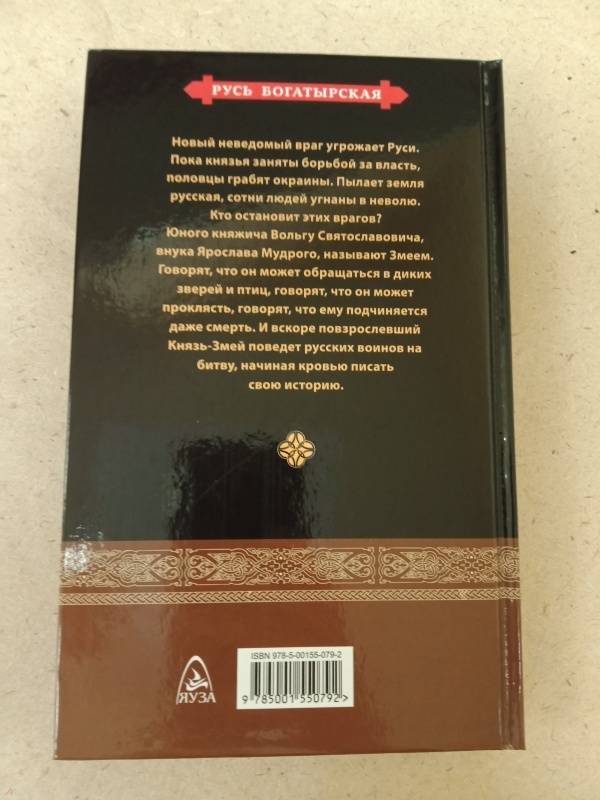 РУСЬ БОГАТЫРСКАЯ
Новый неведомый враг угрожает Руси.
Пока князья заняты борьбой за власть,
половцы грабят окраины. Пылает земля
русская, сотни людей угнаны в неволю.
Кто остановит этих врагов?
Юного княжича Вольгу Святославовича,
внука Ярослава Мудрого, называют Змеем.
Говорят, что он может обращаться в диких
зверей и птиц, говорят, что он может
проклясть, говорят, что ему подчиняется
даже смерть. И вскоре повзрослевший
Князь-Змей поведет русских воинов на
битву, начиная кровью писать
свою историю.
ISBN 978-5-00155-079-2
9 785001 550792 >
ЯУЗА